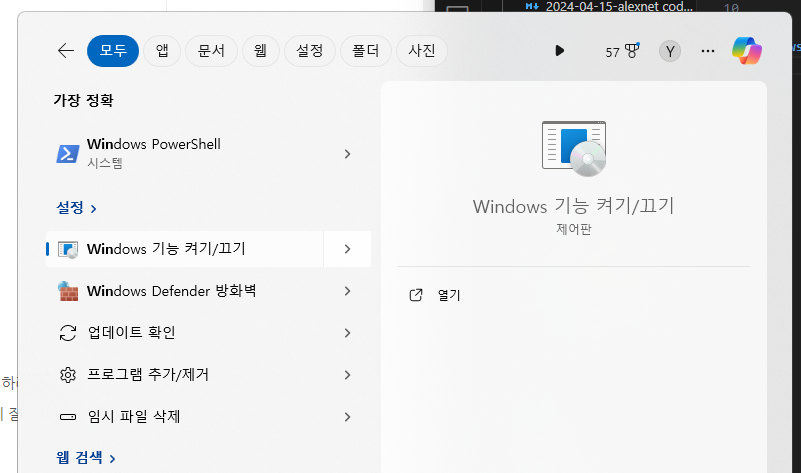 2024-04-15-alexnet cod...
10
모두
앱
문서
웹
설정
폴더
사진
57
Y
가장 정확
Windows PowerShell
시스템
설정
Windows 기능 켜기/끄기
Windows Defender 방화벽
업데이트 확인
프로그램 추가/제거
임시 파일 삭제
웹 검색
Windows 기능 켜기/끄기
제어판
열기